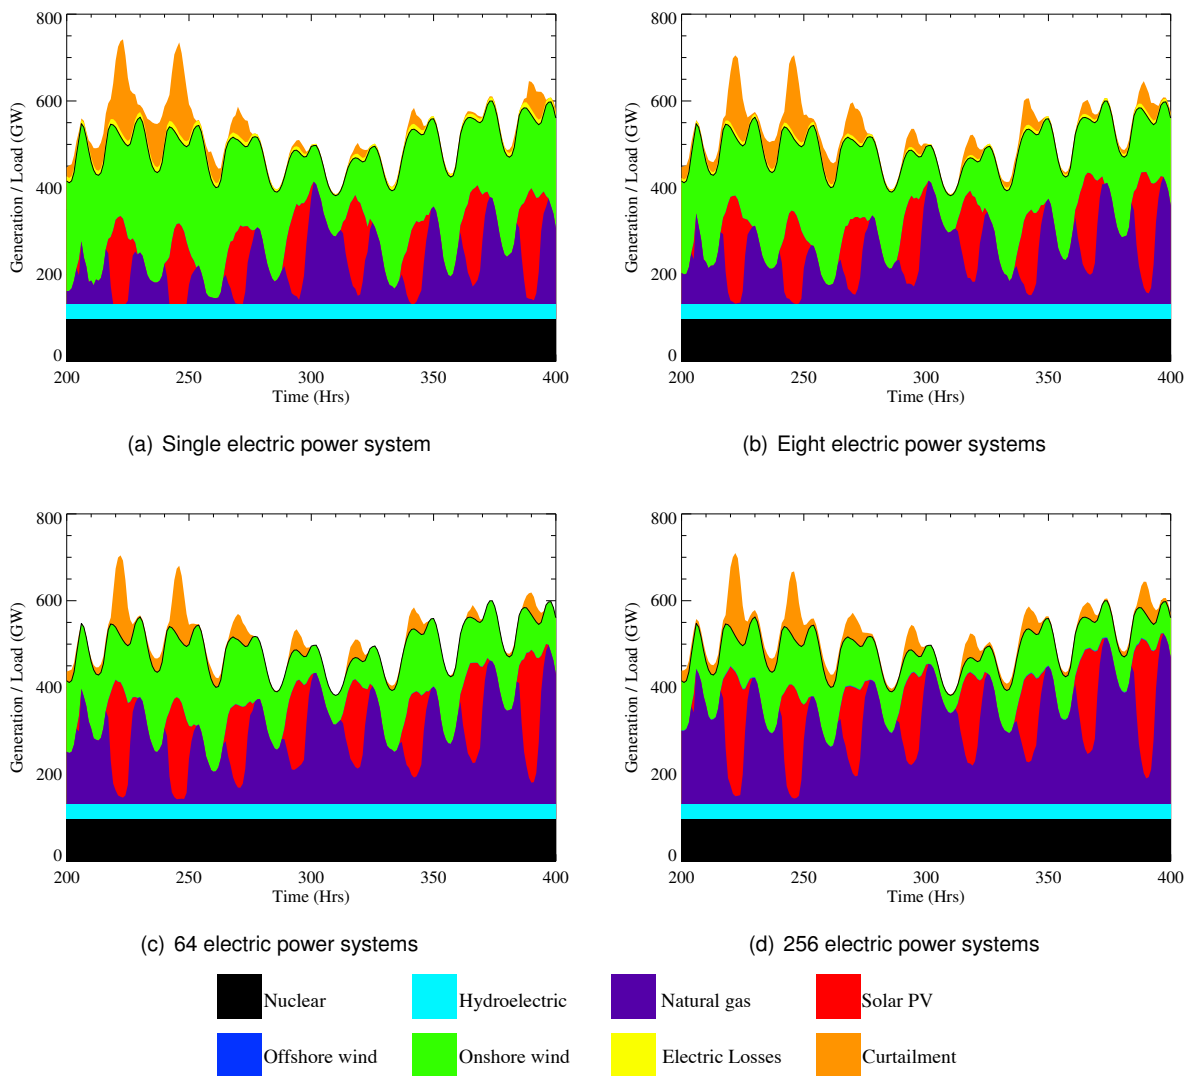 800
600
400
200
0
Generation / Load (GW)
200
250
300
350
400
Time (Hrs)
(a) Single electric power system
800
600
400
200
0
Generation / Load (GW)
200
250
300
350
400
Time (Hrs)
(b) Eight electric power systems
800
600
400
200
0
Generation / Load (GW)
200
250
300
350
400
Time (Hrs)
(c) 64 electric power systems
800
600
400
200
0
Generation / Load (GW)
200
250
300
350
400
Time (Hrs)
(d) 256 electric power systems
Nuclear
Hydroelectric
Natural gas
Solar PV
Offshore wind
Onshore wind
Electric Losses
Curtailment